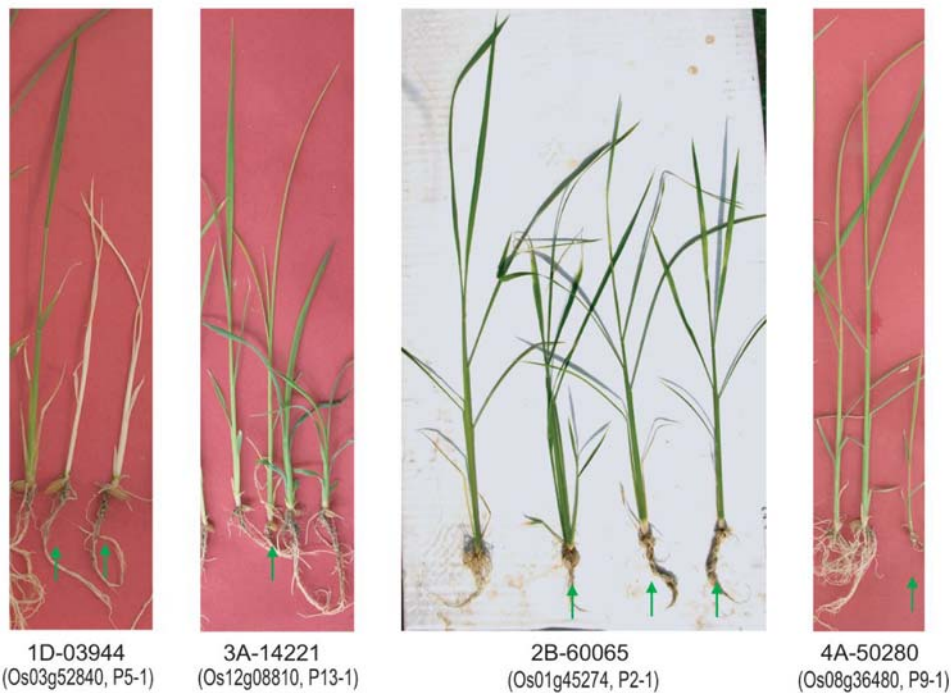 1D-03944
(Os03g52840, P5-1)
3A-14221
(Os12g08810, P13-1)
2B-60065
(Os01g45274, P2-1)
4A-50280
(Os08g36480, P9-1)